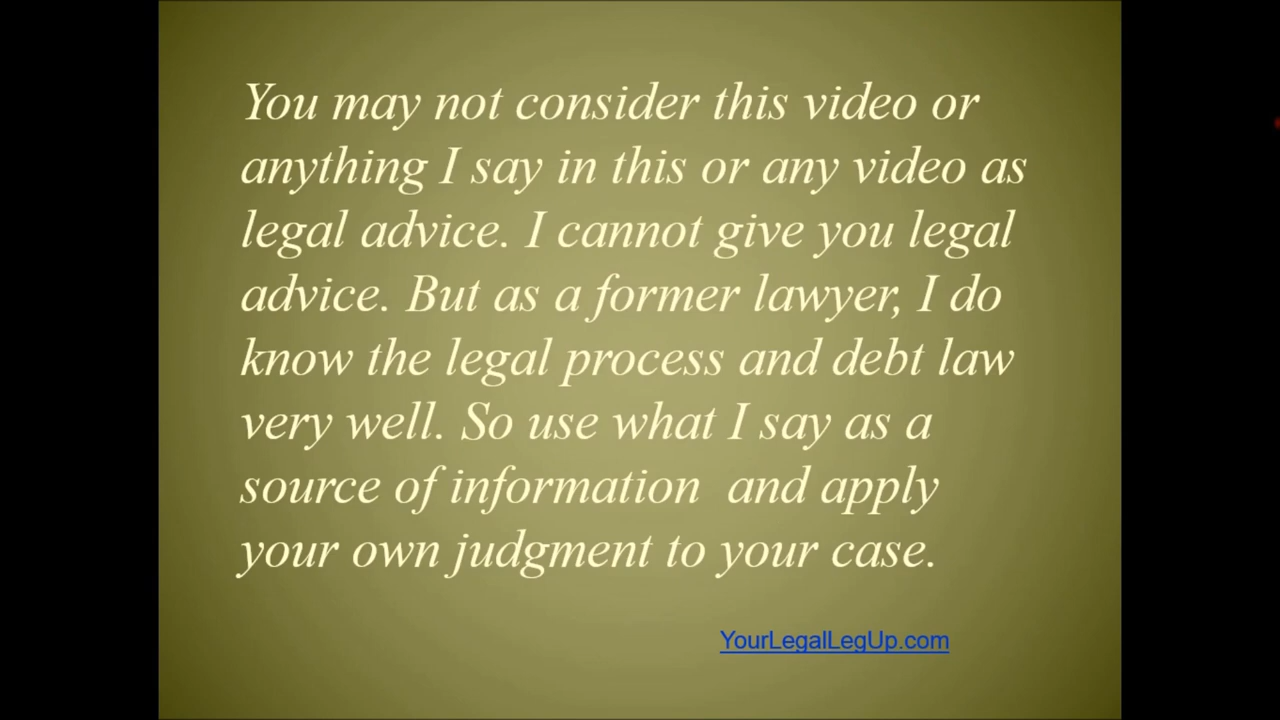 You may not consider this video or
anything I say in this or any video as
legal advice. I cannot give you legal
advice. But as a former lawyer, I do
know the legal process and debt law
very well. So use what I say as a
source of information  and apply
your own judgment to your case.
YourLegalLegUp.com